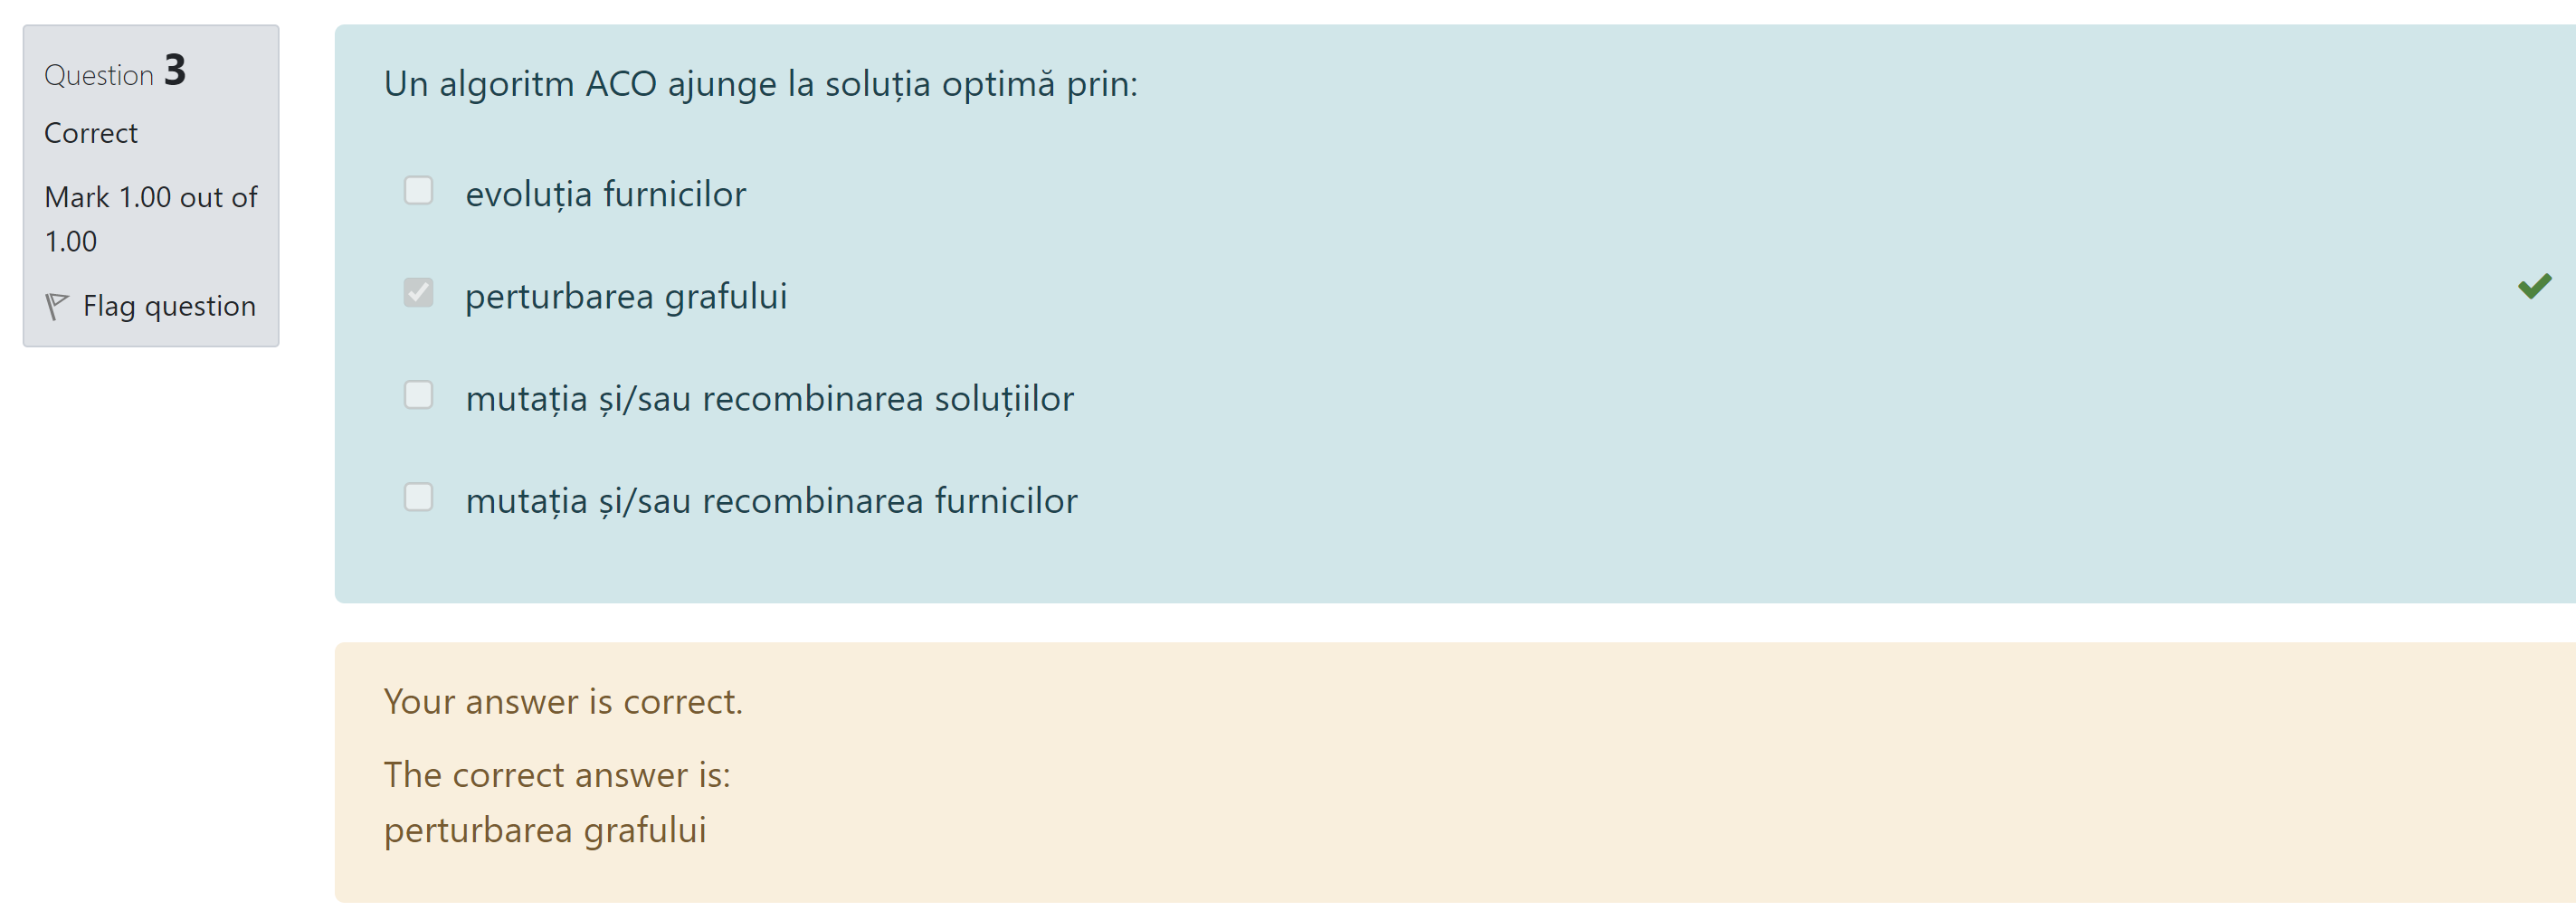 Question 3
Correct
Mark 1.00 out of
1.00
Flag question
Un algoritm ACO ajunge la soluția optimă prin:
evoluția furnicilor
perturbarea grafului
mutația și/sau recombinarea soluțiilor
mutația și/sau recombinarea furnicilor
Your answer is correct.
The correct answer is:
perturbarea grafului